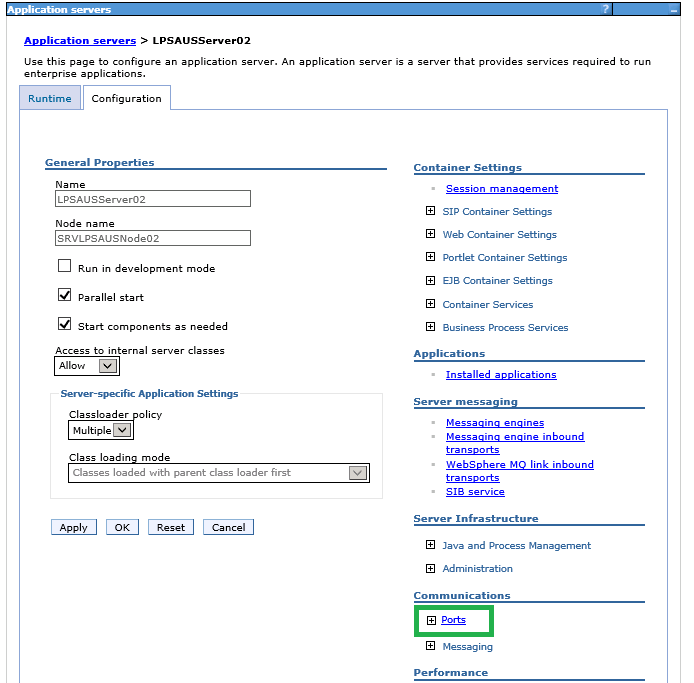 Application servers
?
_
Application servers > LPSAUSServer02
Use this page to configure an application server. An application server is a server that provides services required to run
enterprise applications.
Runtime
Configuration
General Properties
Name
LPSAUSServer02
Node name
SRVLPSAUSNode02
Run in development mode
Parallel start
Start components as needed
Access to internal server classes
Allow
Server-specific Application Settings
Classloader policy
Multiple
Class loading mode
Classes loaded with parent class loader first
Apply
OK
Reset
Cancel
Container Settings
Session management
SIP Container Settings
Web Container Settings
Portlet Container Settings
EJB Container Settings
Container Services
Business Process Services
Applications
Installed applications
Server messaging
Messaging engines
Messaging engine inbound
transports
WebSphere MQ link inbound
transports
SIB service
Server Infrastructure
Java and Process Management
Administration
Communications
Ports
Messaging
Performance